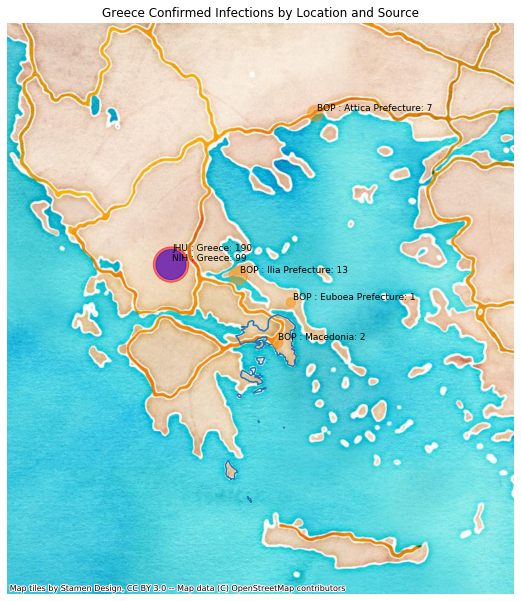 Greece Confirmed Infections by Location and Source
BOP : Attica Prefecture: 7
JHU : Greece: 190
NIH : Greece: 99
BOP : Ilia Prefecture: 13
BOP : Euboea Prefecture: 1
BOP : Macedonia: 2
Map tiles by Stamen Design, CC BY 3.0 -- Map data (C) OpenStreetMap contributors